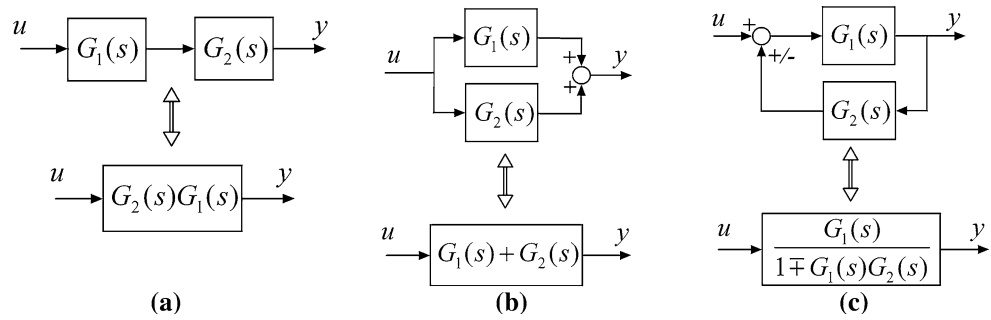 u G₁(s) G₂(s) y
G₂(s)G₁(s)
u y
(a)
u G₁(s) + y
G₂(s) +
u G₁(s)+G₂(s) y
(b)
u + G₁(s) y
+/-
G₂(s)
u G₁(s) y
1∓G₁(s)G₂(s)
(c)